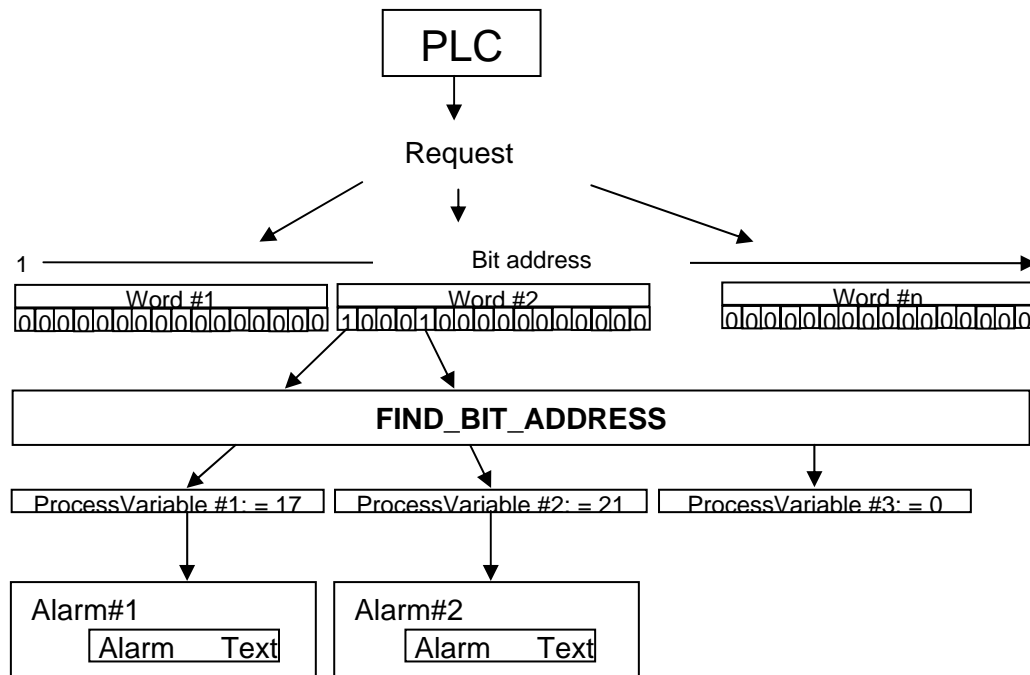 PLC
Request
1 Bit address
Word #1 Word #2 Word #n
0000000000000000 1000100000000000 0000000000000000
FIND_BIT_ADDRESS
ProcessVariable #1: = 17 ProcessVariable #2: = 21 ProcessVariable #3: = 0
Alarm#1 Alarm#2
Alarm Text Alarm Text